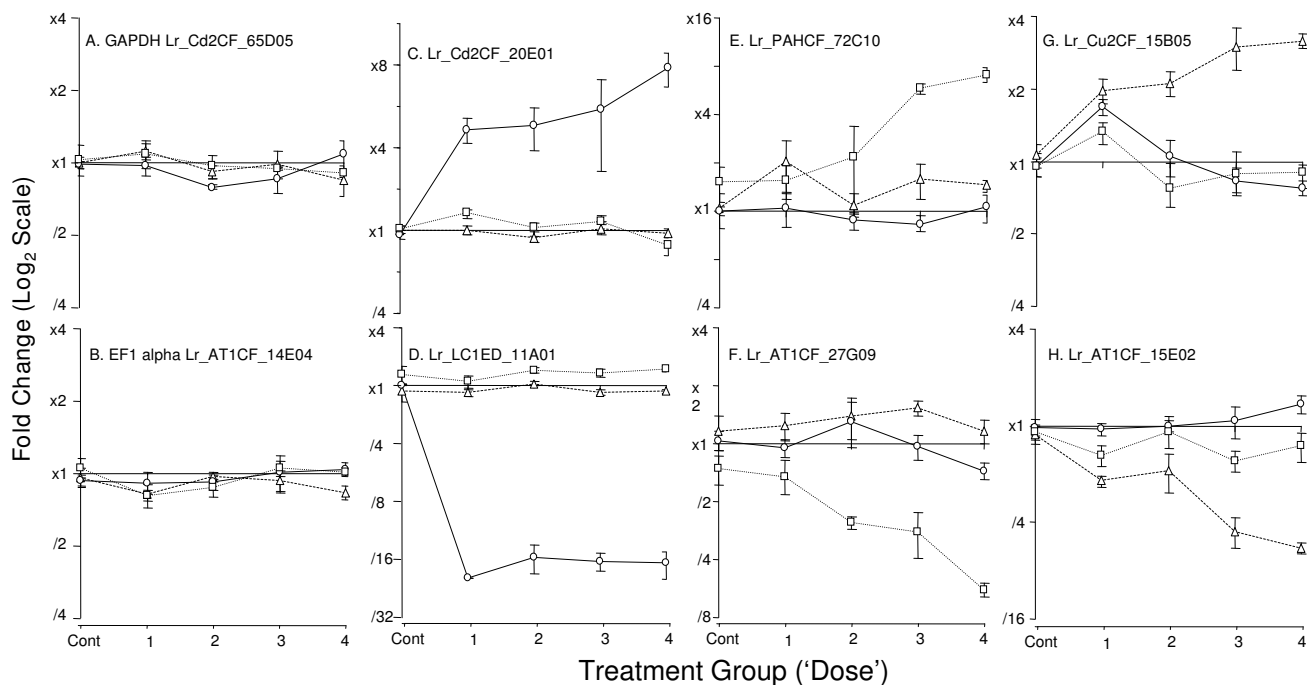 Fold Change (Log2 Scale)
A. GAPDH Lr_Cd2CF_65D05
x4
x2
x1
/2
/4
C. Lr_Cd2CF_20E01
x8
x4
x1
/4
E. Lr_PAHCF_72C10
x16
x4
x1
/4
G. Lr_Cu2CF_15B05
x4
x2
x1
/2
/4
B. EF1 alpha Lr_AT1CF_14E04
x4
x2
x1
/2
/4
Cont 1 2 3 4
D. Lr_LC1ED_11A01
x4
x1
/4
/8
/16
/32
Cont 1 2 3 4
F. Lr_AT1CF_27G09
x4
x
2
x1
/2
/4
/8
Cont 1 2 3 4
H. Lr_AT1CF_15E02
x4
x1
/4
/16
Cont 1 2 3 4
Treatment Group ('Dose')